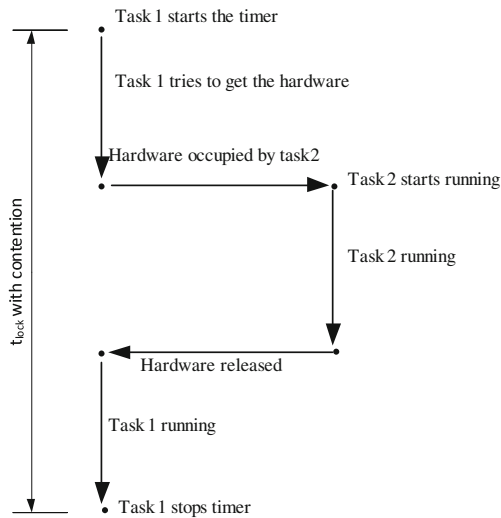 Task 1 starts the timer
Task 1 tries to get the hardware
Hardware occupied by task2
Task 2 starts running
Task 2 running
t_lock with contention
Hardware released
Task 1 running
Task 1 stops timer